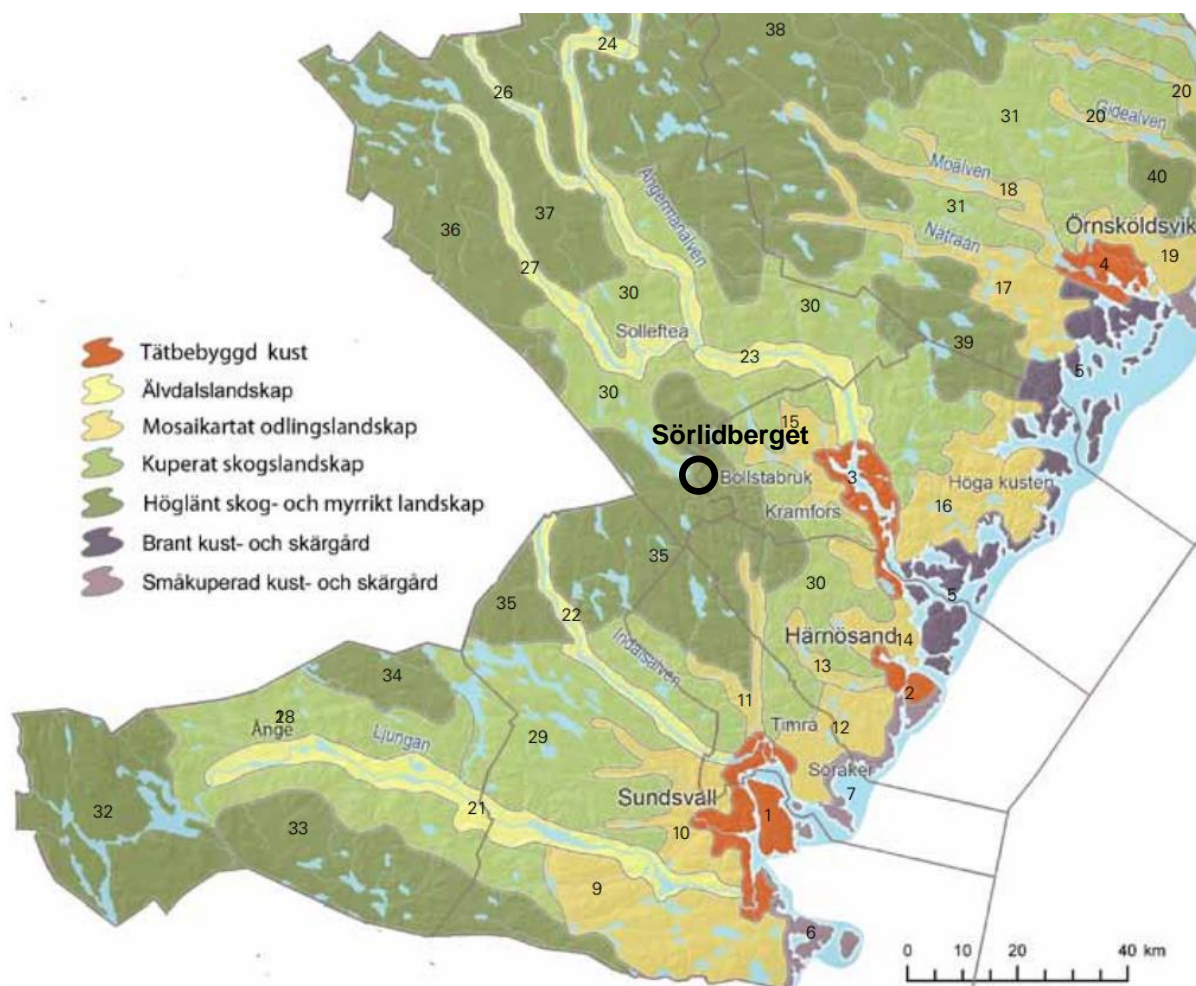 38
24
26
31
20
20
Gideälven
Moälven
18
40
31
Ångermanälven
37
36
Nätraån
Örnsköldsvik
4
19
27
17
30
30
Solleftea
23
39
5
Tätbebyggd kust
Älvdalslandskap
Mosaikartat odlingslandskap
Kuperat skogslandskap
Höglänt skog- och myrrikt landskap
Brant kust- och skärgård
Småkuperad kust- och skärgård
30
15
Sörlidberget
Bollstabruk
3
Höga kusten
Kramfors
16
35
35
30
5
22
Indalsälven
Härnösand
14
13
34
2
11
28
Ånge
Ljungan
29
Timrå
12
Söråker
7
32
Sundsvall
21
1
33
10
9
6
0 10 20 40 km